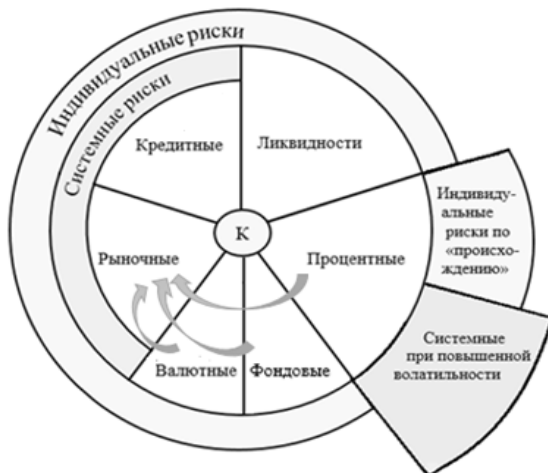 Индивидуальные риски
Системные риски
Кредитные
Ликвидности
Индивиду-
альные
риски по
«происхо-
ждению»
К
Рыночные
Процентные
Системные
при повышенной
волатильности
Валютные
Фондовые